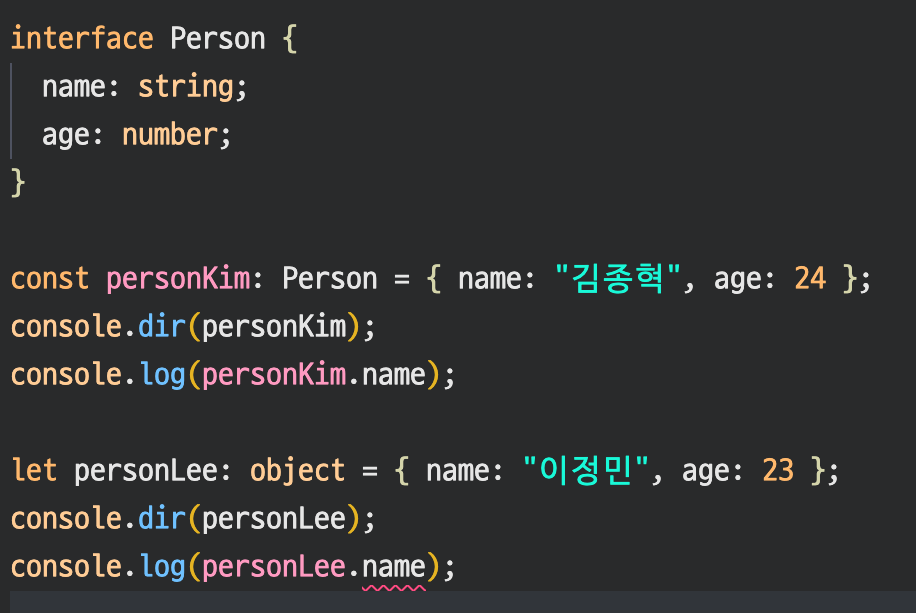 interface Person {
name: string;
age: number;
}
const personKim: Person = { name: "김종혁", age: 24 };
console.dir(personKim);
console.log(personKim.name);
let personLee: object = { name: "이정민", age: 23 };
console.dir(personLee);
console.log(personLee.name);